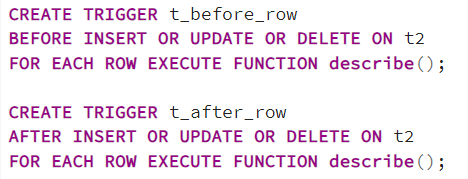 CREATE TRIGGER t_before_row
BEFORE INSERT OR UPDATE OR DELETE ON t2
FOR EACH ROW EXECUTE FUNCTION describe();
CREATE TRIGGER t_after_row
AFTER INSERT OR UPDATE OR DELETE ON t2
FOR EACH ROW EXECUTE FUNCTION describe();